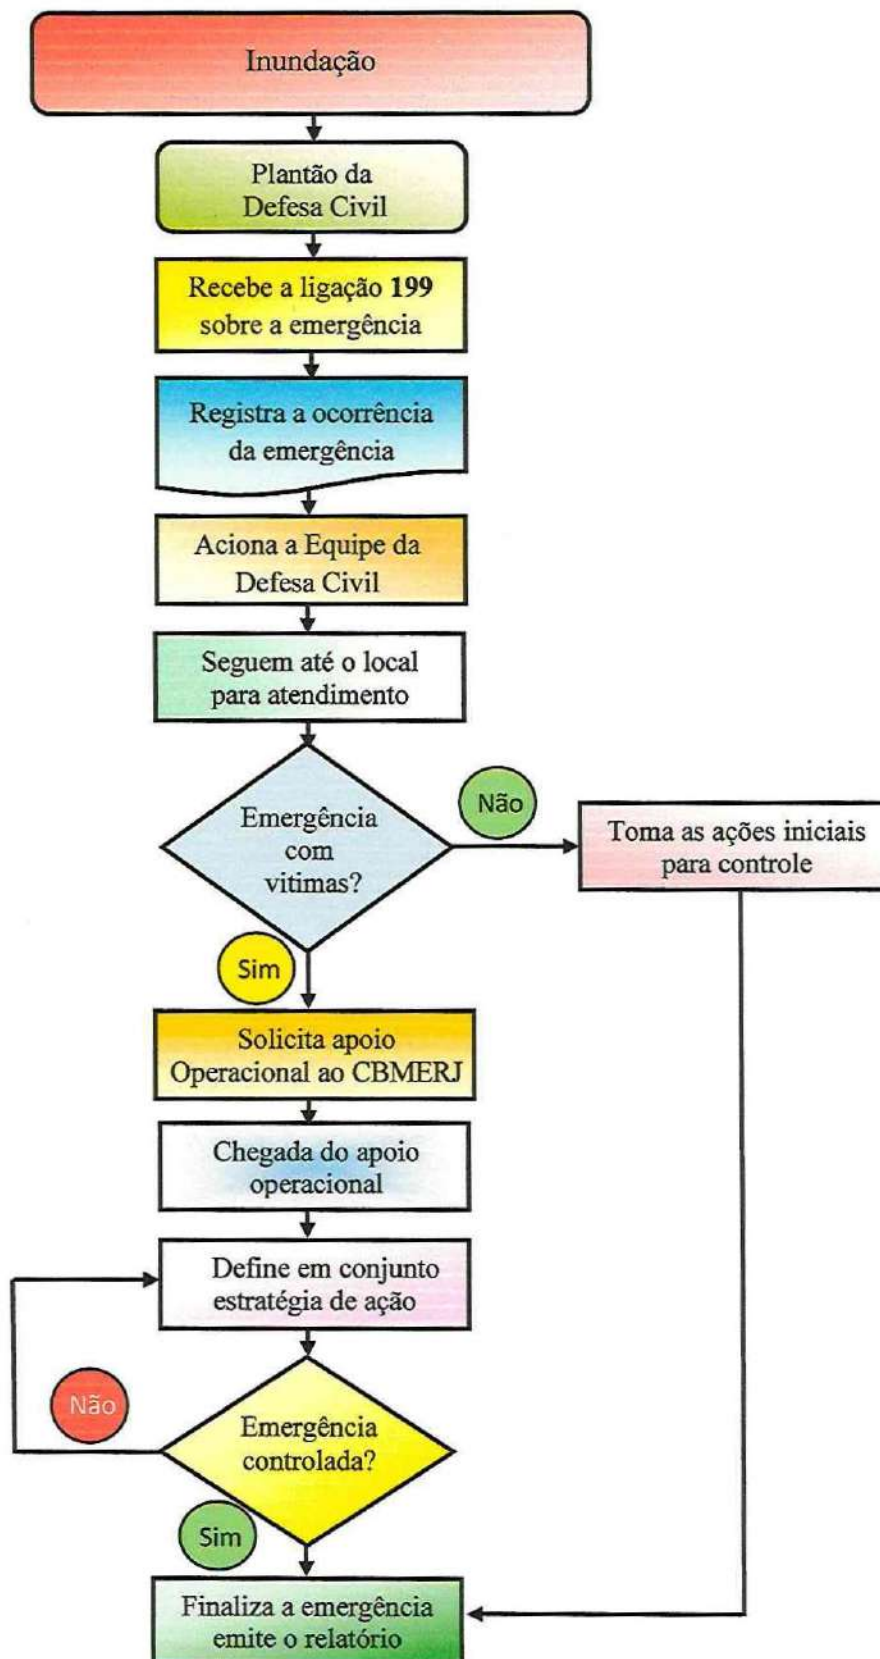 Inundação
Plantão da
Defesa Civil
Recebe a ligação 199
sobre a emergência
Registra a ocorrência
da emergência
Aciona a Equipe da
Defesa Civil
Seguem até o local
para atendimento
Emergência
com
vitimas?
Não
Toma as ações iniciais
para controle
Sim
Solicita apoio
Operacional ao CBMERJ
Chegada do apoio
operacional
Define em conjunto
estratégia de ação
Não
Emergência
controlada?
Sim
Finaliza a emergência
emite o relatório